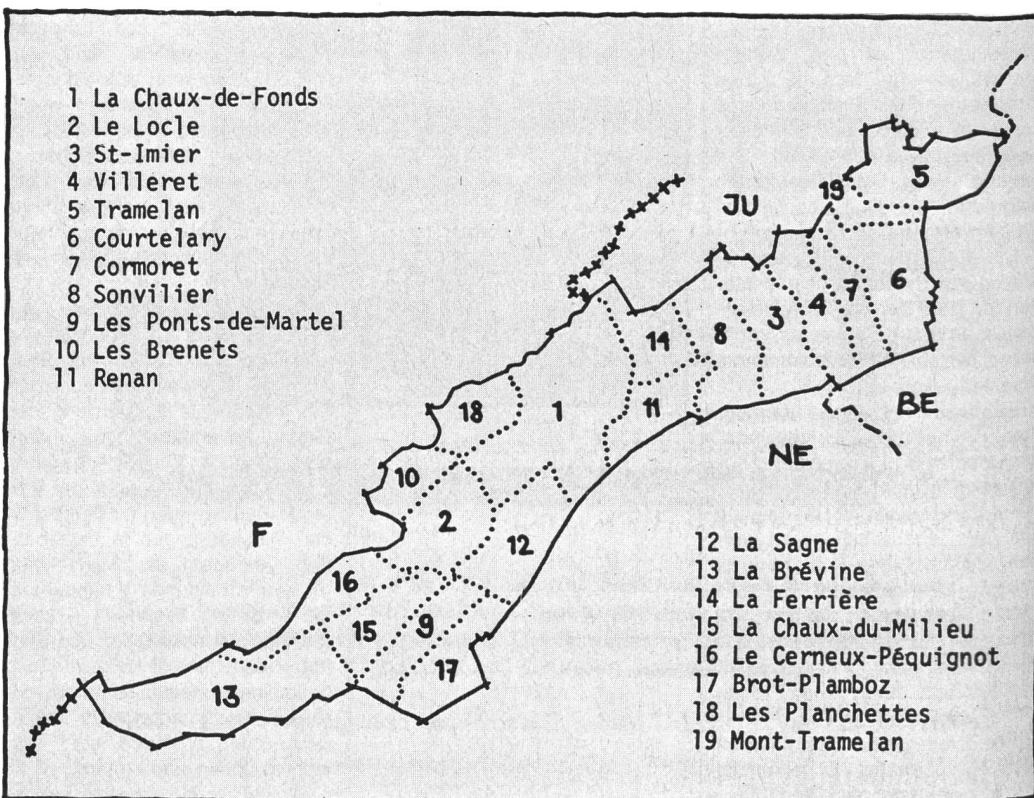 1 La Chaux-de-Fonds
2 Le Locle
3 St-Imier
4 Villeret
5 Tramelan
6 Courtelary
7 Cormoret
8 Sonvilier
9 Les Ponts-de-Martel
10 Les Brenets
11 Renan
5
19
JU
6
7
4
3
8
14
11
BE
NE
1
18
10
2
12
F
16
15
9
17
13
12 La Sagne
13 La Brévine
14 La Ferrière
15 La Chaux-du-Milieu
16 Le Cerneux-Péquignot
17 Brot-Plamboz
18 Les Planchettes
19 Mont-Tramelan